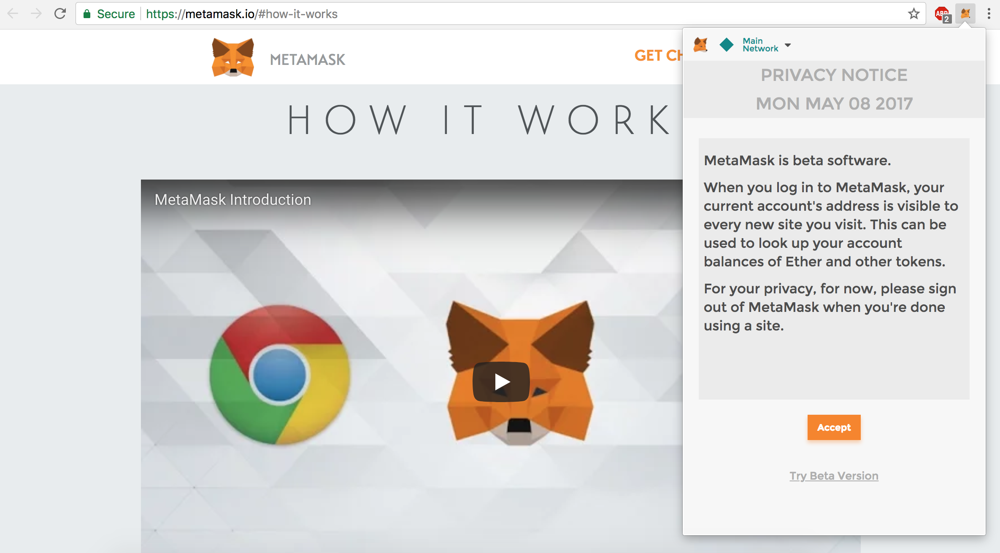 Secure https://metamask.io/#how-it-works
ABP
2
METAMASK
GET CH
HOW IT WORK
MetaMask Introduction
Main
Network
PRIVACY NOTICE
MON MAY 08 2017
MetaMask is beta software.
When you log in to MetaMask, your
current account's address is visible to
every new site you visit. This can be
used to look up your account
balances of Ether and other tokens.
For your privacy, for now, please sign
out of MetaMask when you're done
using a site.
Accept
Try Beta Version